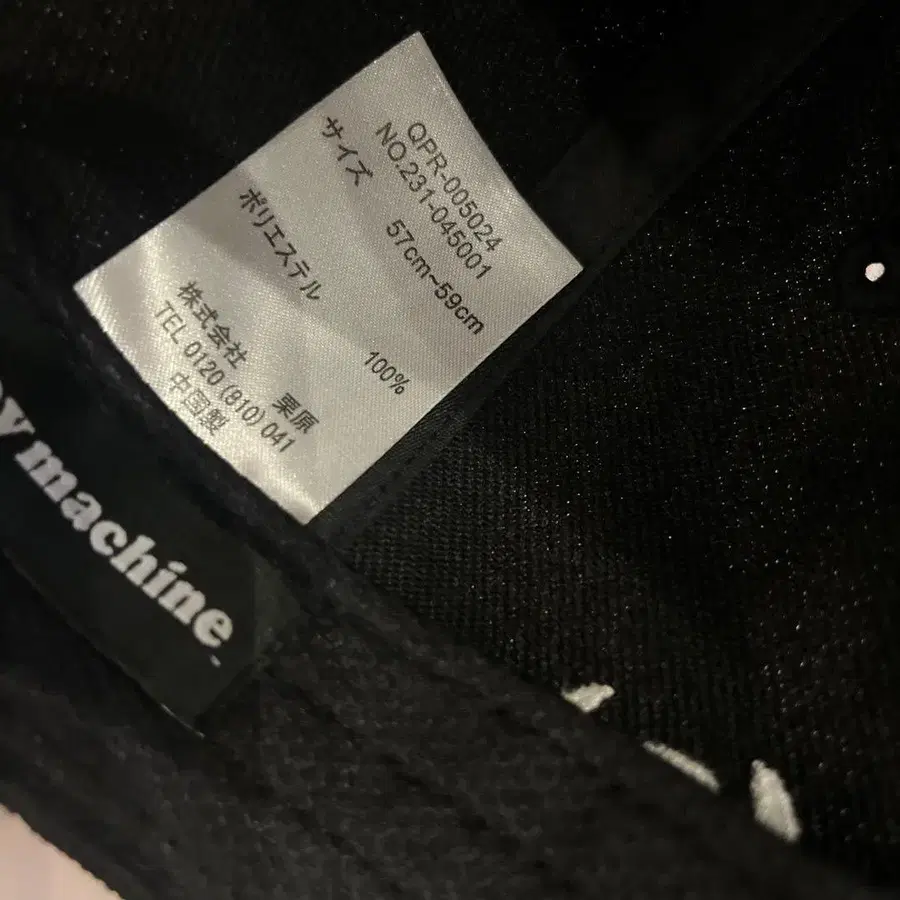 QPR-005024
NO.231-045001
サイズ 57cm~59cm
ポリエステル 100%
株式会社 栗原
TEL 0120 (810) 041
中国製
machine